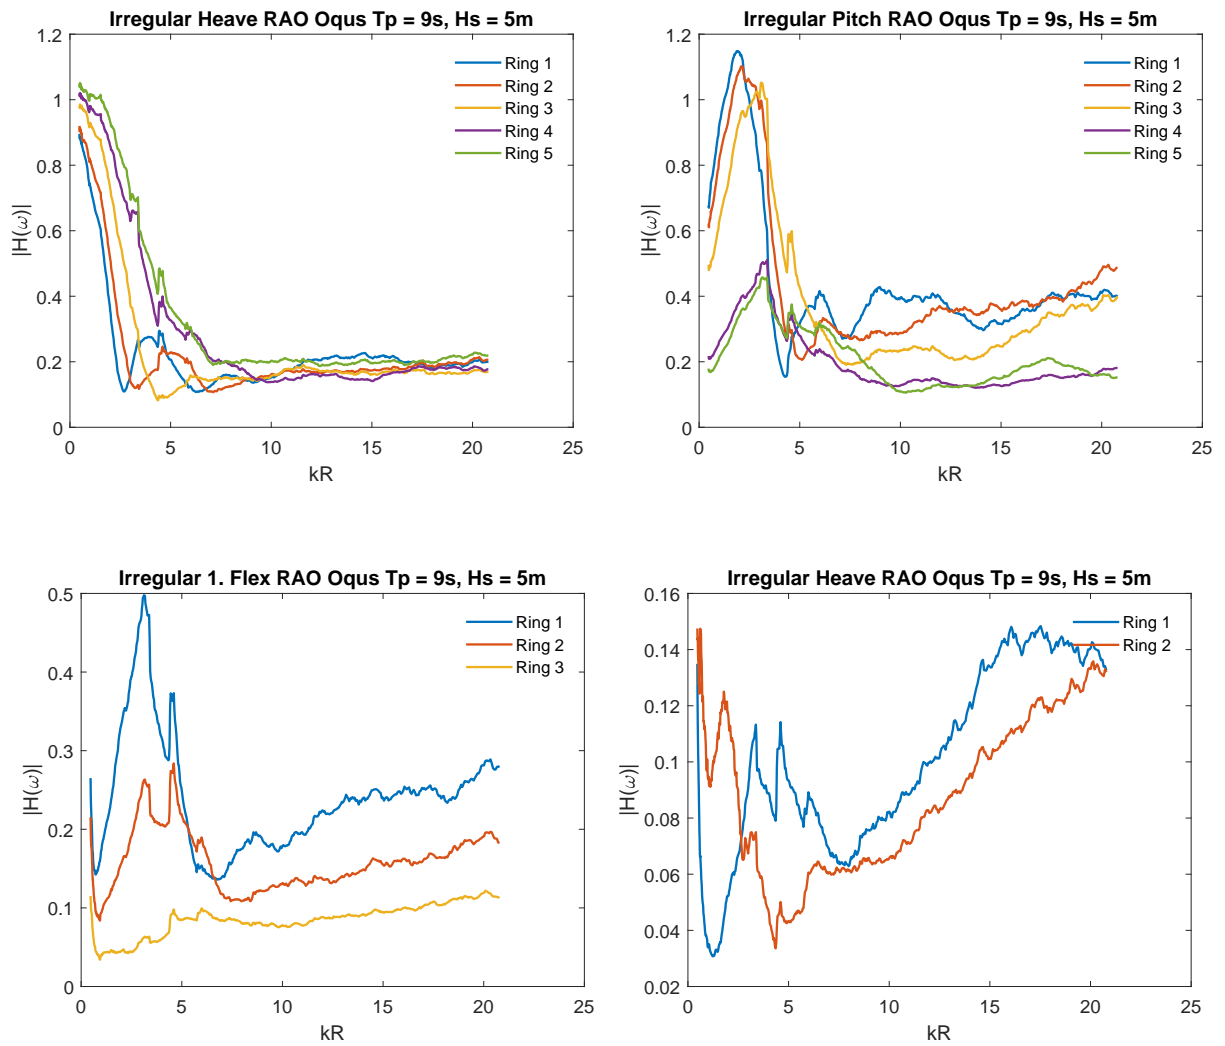 Irregular Heave RAO Oqus Tp = 9s, Hs = 5m
1.2
1
0.8
0.6
0.4
0.2
0
|H(ω)|
Ring 1
Ring 2
Ring 3
Ring 4
Ring 5
0 5 10 15 20 25
kR
Irregular Pitch RAO Oqus Tp = 9s, Hs = 5m
1.2
1
0.8
0.6
0.4
0.2
0
|H(ω)|
Ring 1
Ring 2
Ring 3
Ring 4
Ring 5
0 5 10 15 20 25
kR
Irregular 1. Flex RAO Oqus Tp = 9s, Hs = 5m
0.5
0.4
0.3
0.2
0.1
0
|H(ω)|
Ring 1
Ring 2
Ring 3
0 5 10 15 20 25
kR
Irregular Heave RAO Oqus Tp = 9s, Hs = 5m
0.16
0.14
0.12
0.1
0.08
0.06
0.04
0.02
|H(ω)|
Ring 1
Ring 2
0 5 10 15 20 25
kR